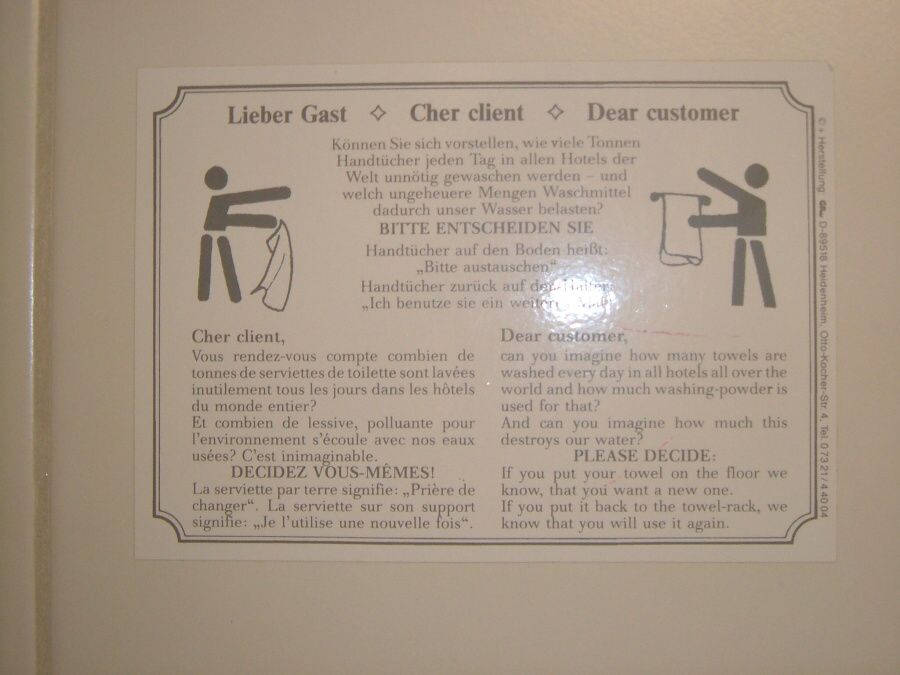 Lieber Gast ✧ Cher client ✧ Dear customer
Können Sie sich vorstellen, wie viele Tonnen
Handtücher jeden Tag in allen Hotels der
Welt unnötig gewaschen werden – und
welch ungeheuere Mengen Waschmittel
dadurch unser Wasser belasten?
BITTE ENTSCHEIDEN SIE
Handtücher auf den Boden heißt:
„Bitte austauschen“
Handtücher zurück auf den Halter:
„Ich benutze sie ein weiteres Mal“
Cher client,
Vous rendez-vous compte combien de
tonnes de serviettes de toilette sont lavées
inutilement tous les jours dans les hôtels
du monde entier?
Et combien de lessive, polluante pour
l'environnement s'écoule avec nos eaux
usées? C'est inimaginable.
DECIDEZ VOUS-MÊMES!
La serviette par terre signifie: „Prière de
changer“. La serviette sur son support
signifie: „Je l'utilise une nouvelle fois“.
Dear customer,
can you imagine how many towels are
washed every day in all hotels all over the
world and how much washing-powder is
used for that?
And can you imagine how much this
destroys our water?
PLEASE DECIDE:
If you put your towel on the floor we
know, that you want a new one.
If you put it back to the towel-rack, we
know that you will use it again.
© + Herstellung D-89518 Heidenheim, Otto-Kocher-Str. 4, Tel. 0 73 21 / 4 40 04